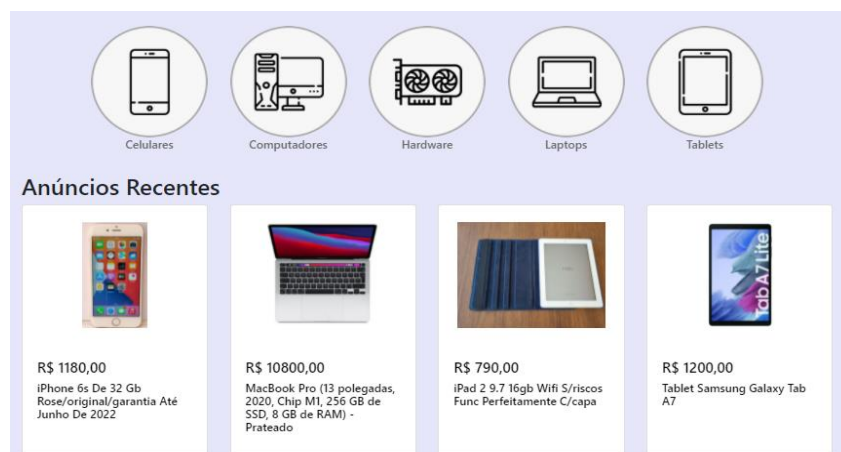 Celulares
Computadores
Hardware
Laptops
Tablets
Anúncios Recentes
R$ 1180,00
iPhone 6s De 32 Gb
Rose/original/garantia Até
Junho De 2022
R$ 10800,00
MacBook Pro (13 polegadas,
2020, Chip M1, 256 GB de
SSD, 8 GB de RAM) -
Prateado
R$ 790,00
iPad 2 9.7 16gb Wifi S/riscos
Func Perfeitamente C/capa
Tab A7 Lite
R$ 1200,00
Tablet Samsung Galaxy Tab
A7